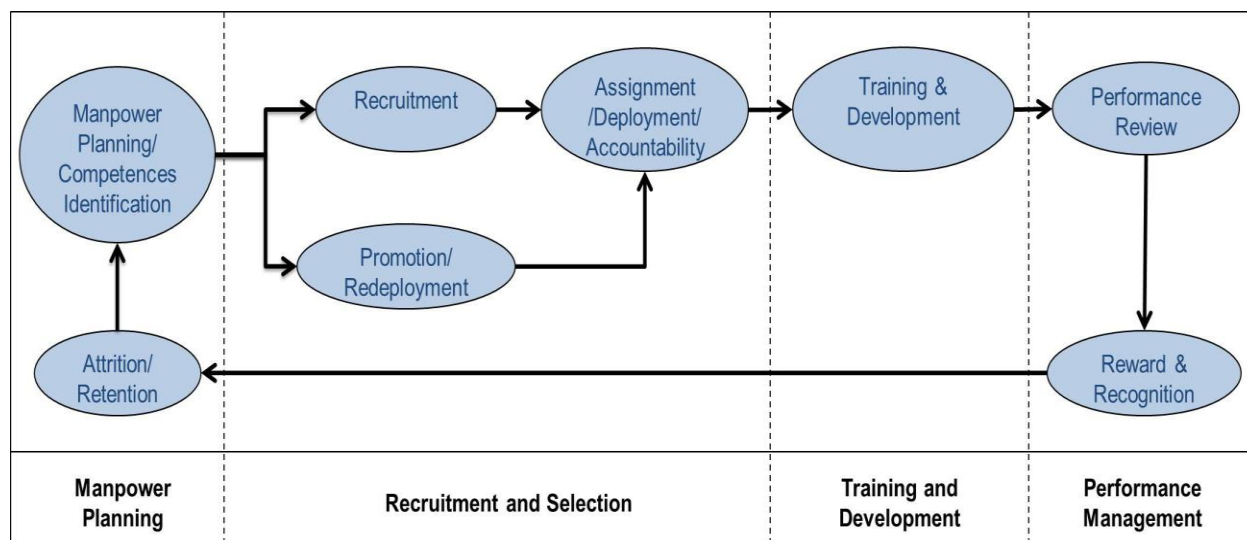 Manpower
Planning/
Competences
Identification
Recruitment
Assignment
/Deployment/
Accountability
Training &
Development
Performance
Review
Promotion/
Redeployment
Attrition/
Retention
Reward &
Recognition
Manpower
Planning
Recruitment and Selection
Training and
Development
Performance
Management